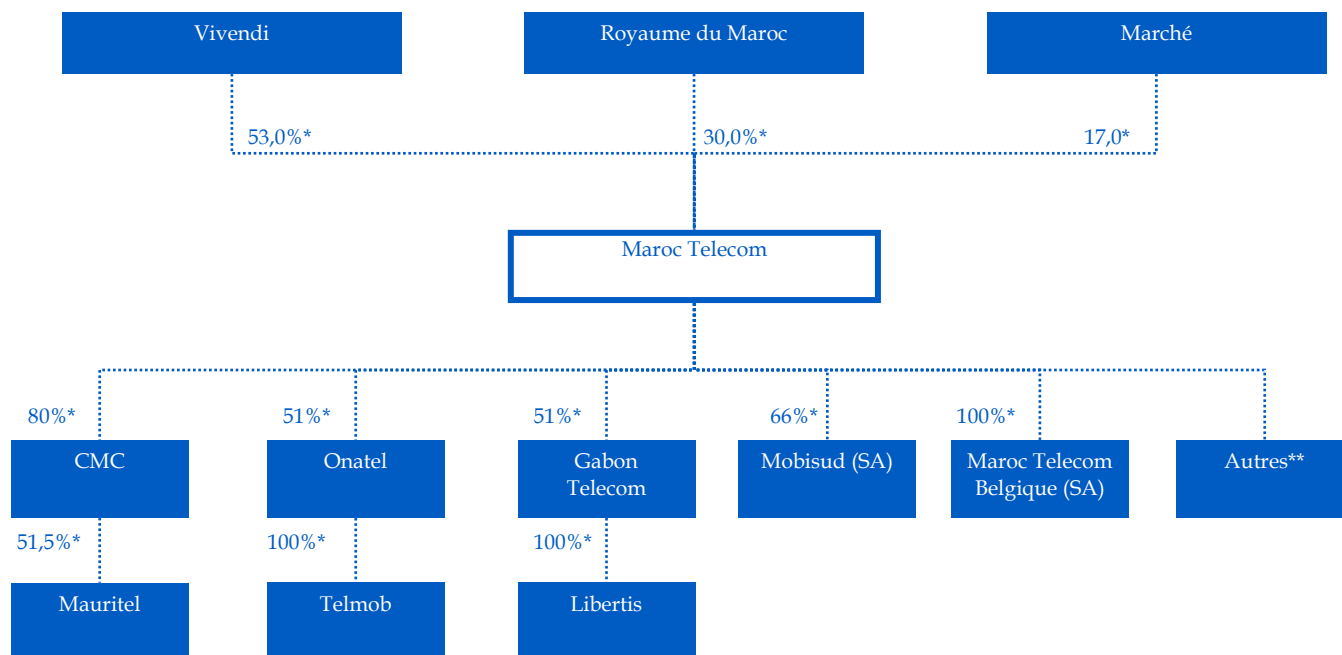 Vivendi
Royaume du Maroc
Marché
53,0%*
30,0%*
17,0*
Maroc Telecom
80%*
51%*
51%*
66%*
100%*
CMC
Onatel
Gabon
Telecom
Mobisud (SA)
Maroc Telecom
Belgique (SA)
Autres**
51,5%*
100%*
100%*
Mauritel
Telmob
Libertis